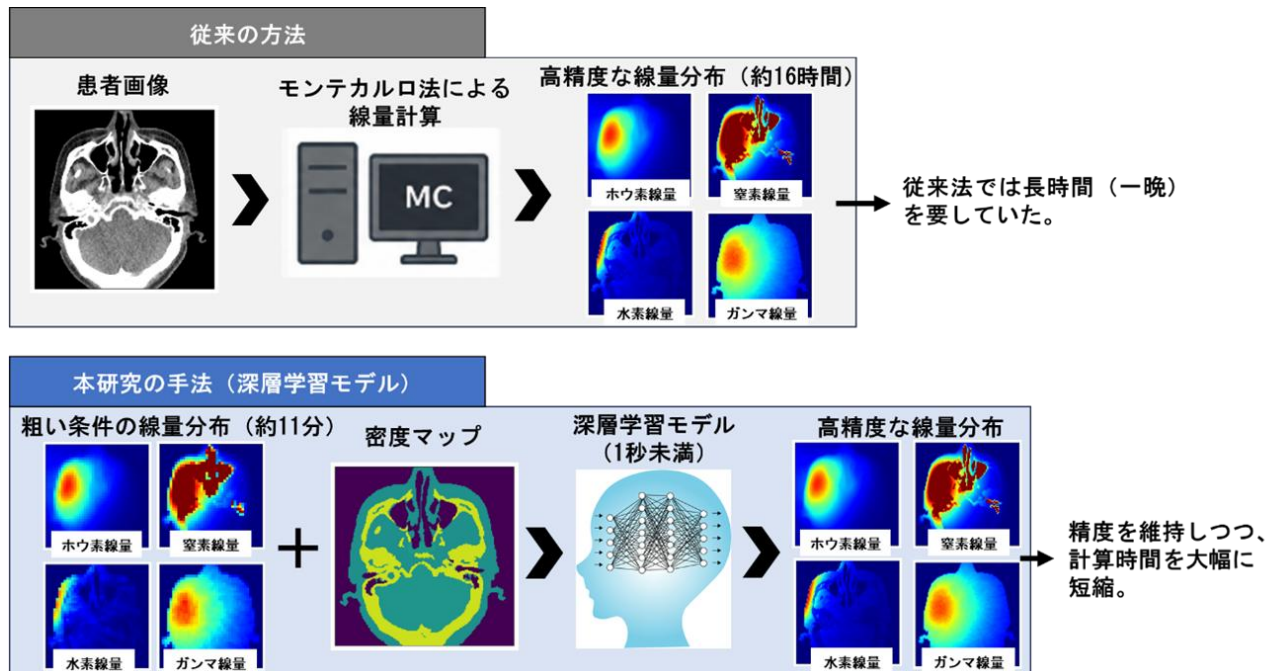 従来の方法
患者画像
モンテカルロ法による
線量計算
MC
高精度な線量分布（約16時間）
ホウ素線量
窒素線量
水素線量
ガンマ線量
従来法では長時間（一晩）
を要していた。
本研究の手法（深層学習モデル）
粗い条件の線量分布（約11分）
ホウ素線量
窒素線量
水素線量
ガンマ線量
+
密度マップ
深層学習モデル
(1秒未満)
高精度な線量分布
ホウ素線量
窒素線量
水素線量
ガンマ線量
精度を維持しつつ、
計算時間を大幅に
短縮。